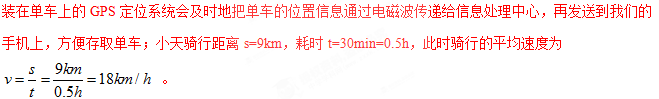 装在单车上的 GPS 定位系统会及时地把单车的位置信息通过电磁波传递给信息处理中心，再发送到我们的
手机上，方便存取单车；小天骑行距离 s=9km，耗时 t=30min=0.5h，此时骑行的平均速度为
v = s/t = 9km/0.5h = 18km/h 。